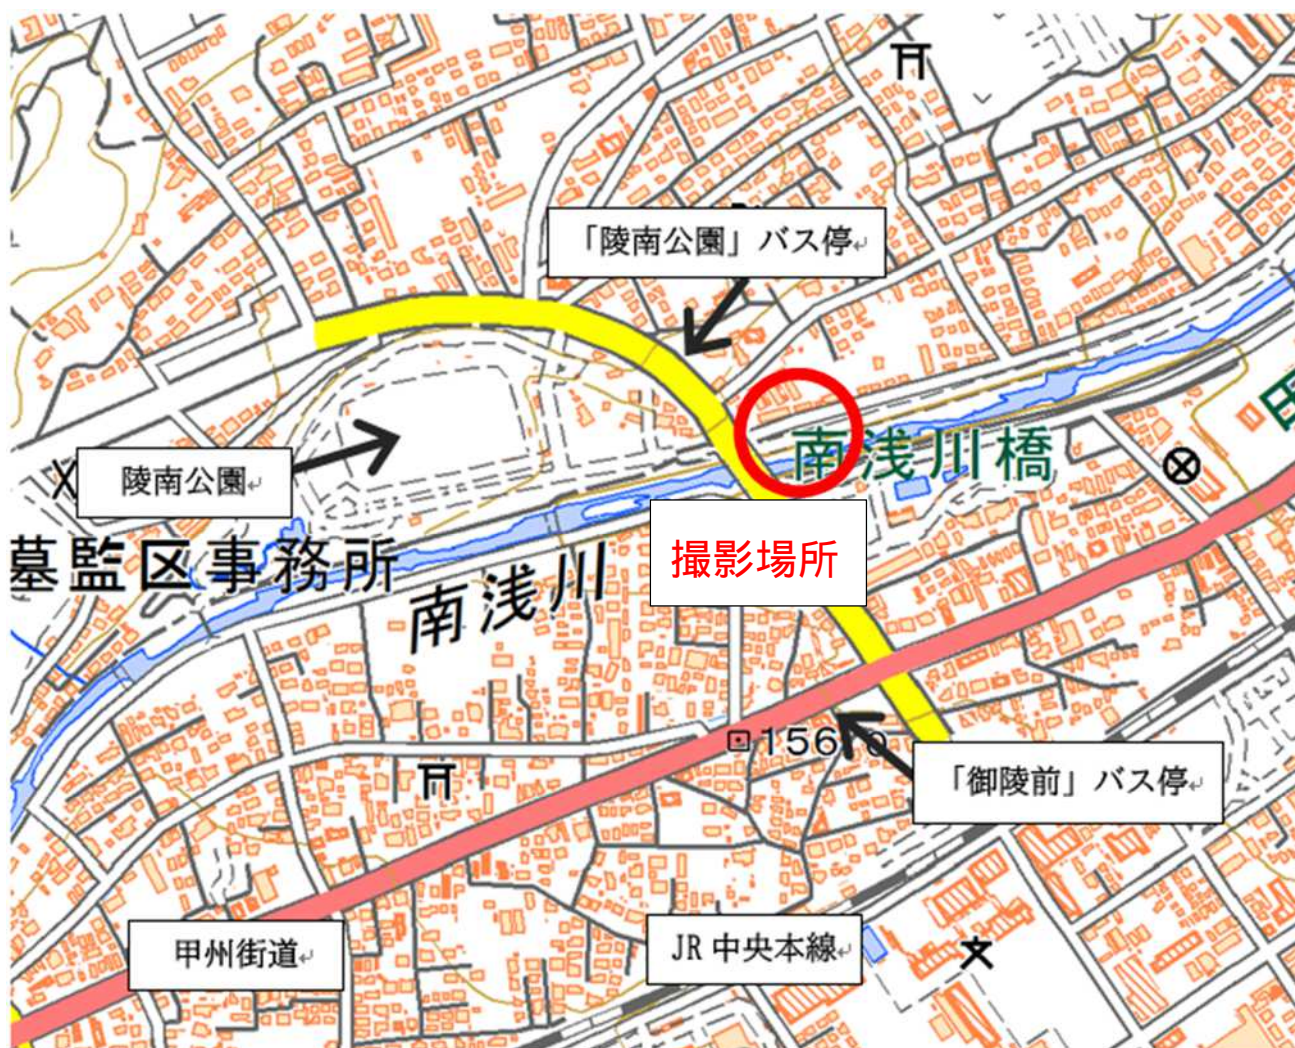 「陵南公園」バス停
陵南公園
南浅川橋
田
墓監区事務所
南浅川
撮影場所
156
「御陵前」バス停
甲州街道
JR 中央本線